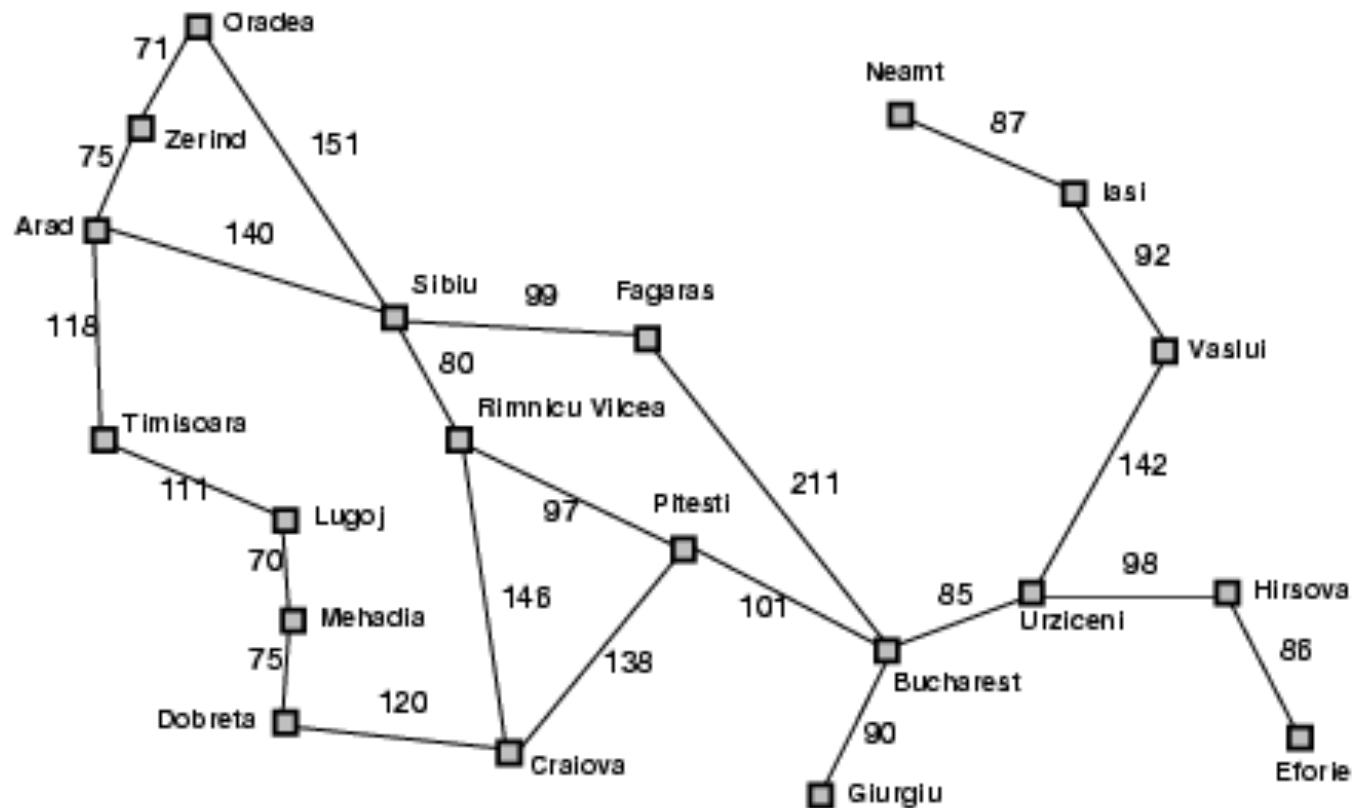 Oradea
71
Neamt
87
Zerind
151
75
Iasi
Arad
140
92
Sibiu
99
Fagaras
118
80
Vaslui
Timisoara
Rimnicu Vilcea
142
111
97
Pitesti
211
Lugoj
70
98
Hirsova
146
101
85
Mehadia
Urziceni
75
138
86
Bucharest
Dobreta
120
90
Craiova
Eforie
Giurgiu